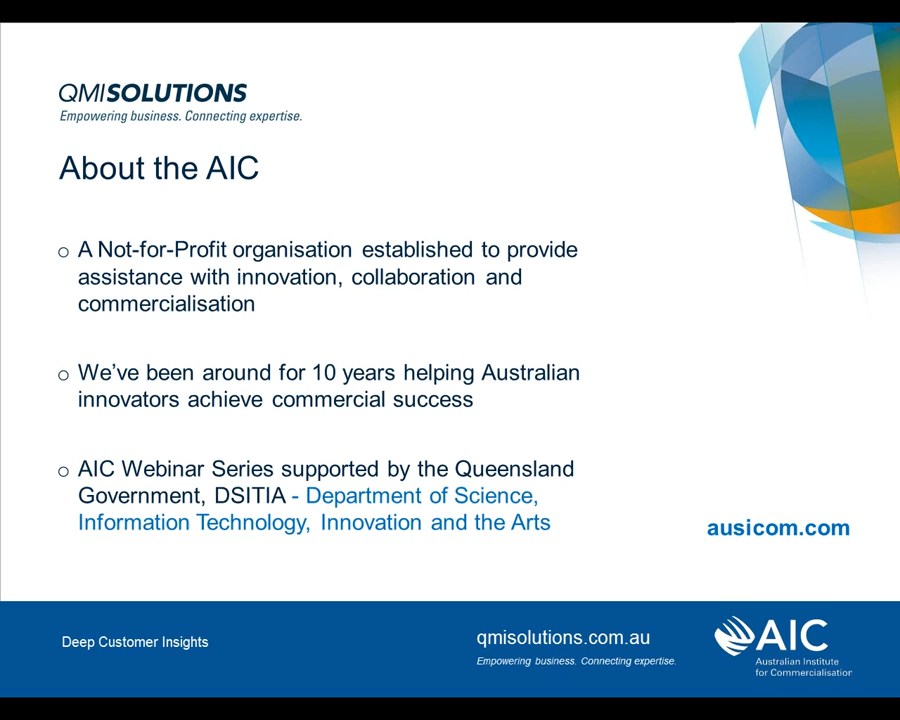 QMISOLUTIONS
Empowering business. Connecting expertise.
About the AIC
o A Not-for-Profit organisation established to provide
assistance with innovation, collaboration and
commercialisation
o We’ve been around for 10 years helping Australian
innovators achieve commercial success
o AIC Webinar Series supported by the Queensland
Government, DSITIA - Department of Science,
Information Technology, Innovation and the Arts
ausicom.com
Deep Customer Insights
qmisolutions.com.au
Empowering business. Connecting expertise.
AIC
Australian Institute
for Commercialisation